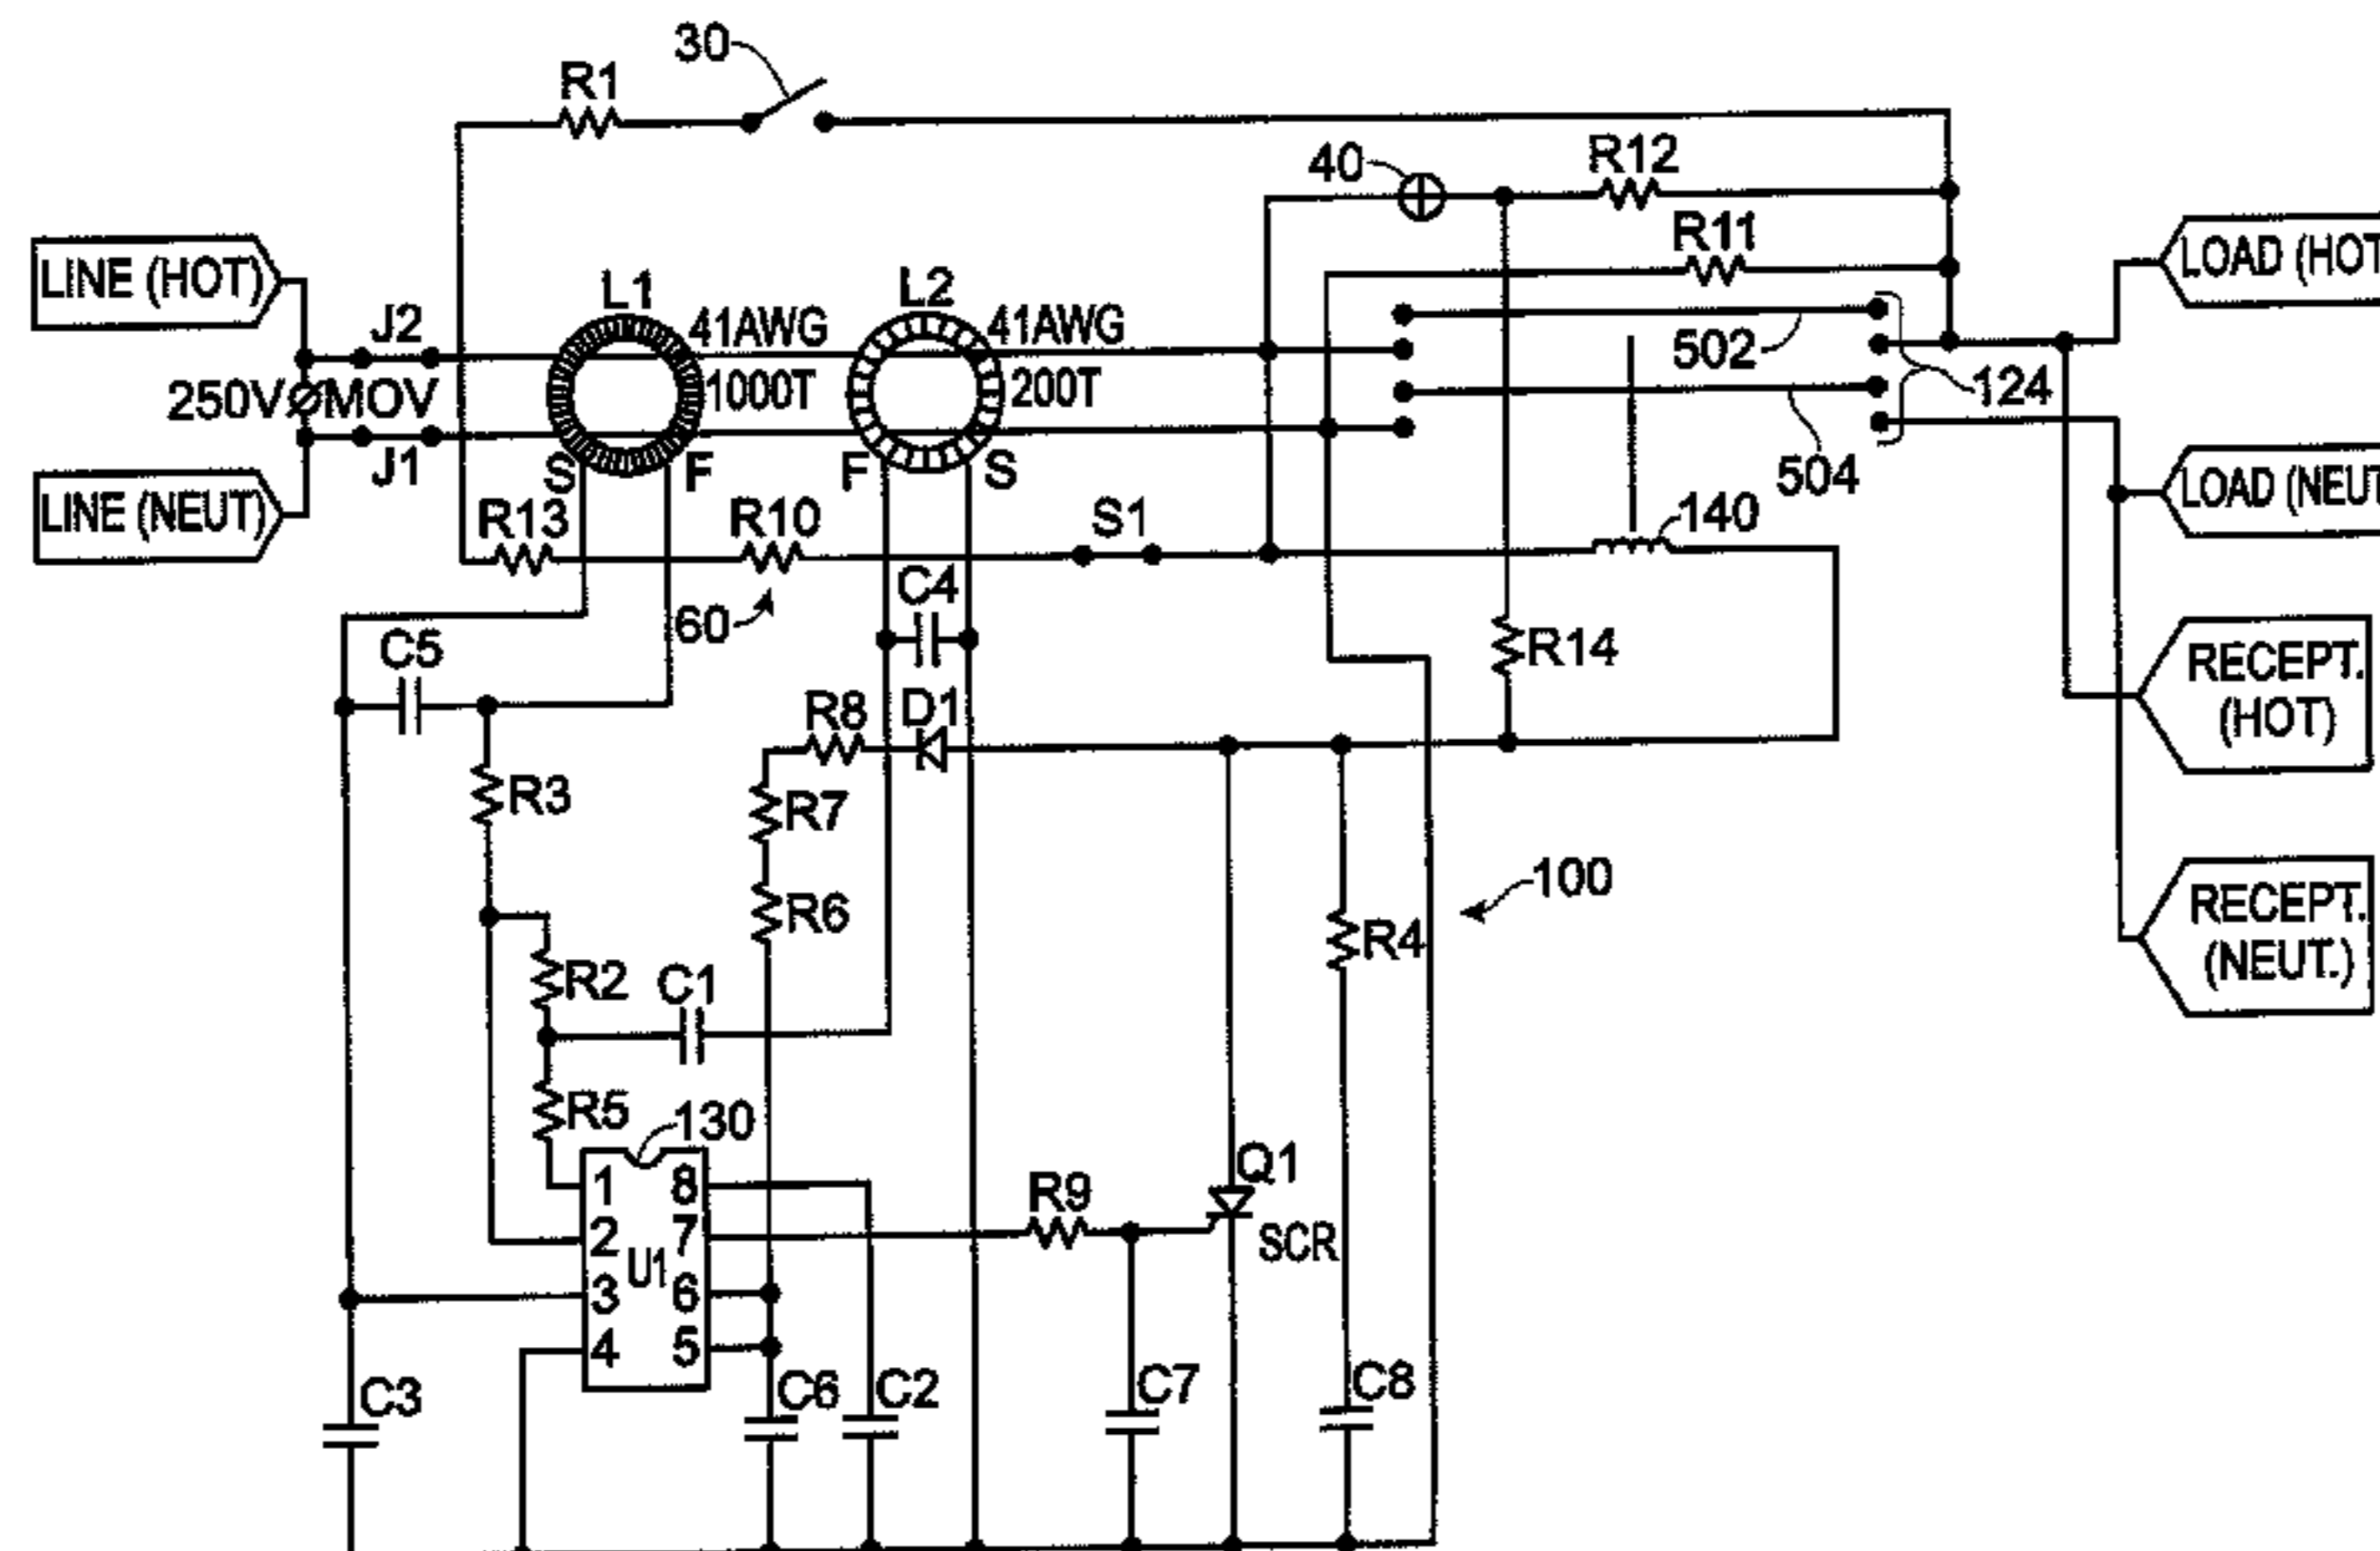 30
R1
40
R12
R11
LINE (HOT)
LOAD (HOT
L1
L2
41AWG
41AWG
J2
502
124
250V
MOV
1000T
200T
J1
S
F
F
S
504
LINE (NEUT)
LOAD (NEUT
R13
R10
S1
140
C4
60
C5
R14
RECEPT.
(HOT)
R8
D1
R3
R7
R6
100
R4
RECEPT.
(NEUT.)
R2
C1
R5
130
Q1
SCR
R9
1
8
2
7
U1
3
6
4
5
C3
C6
C2
C7
C8